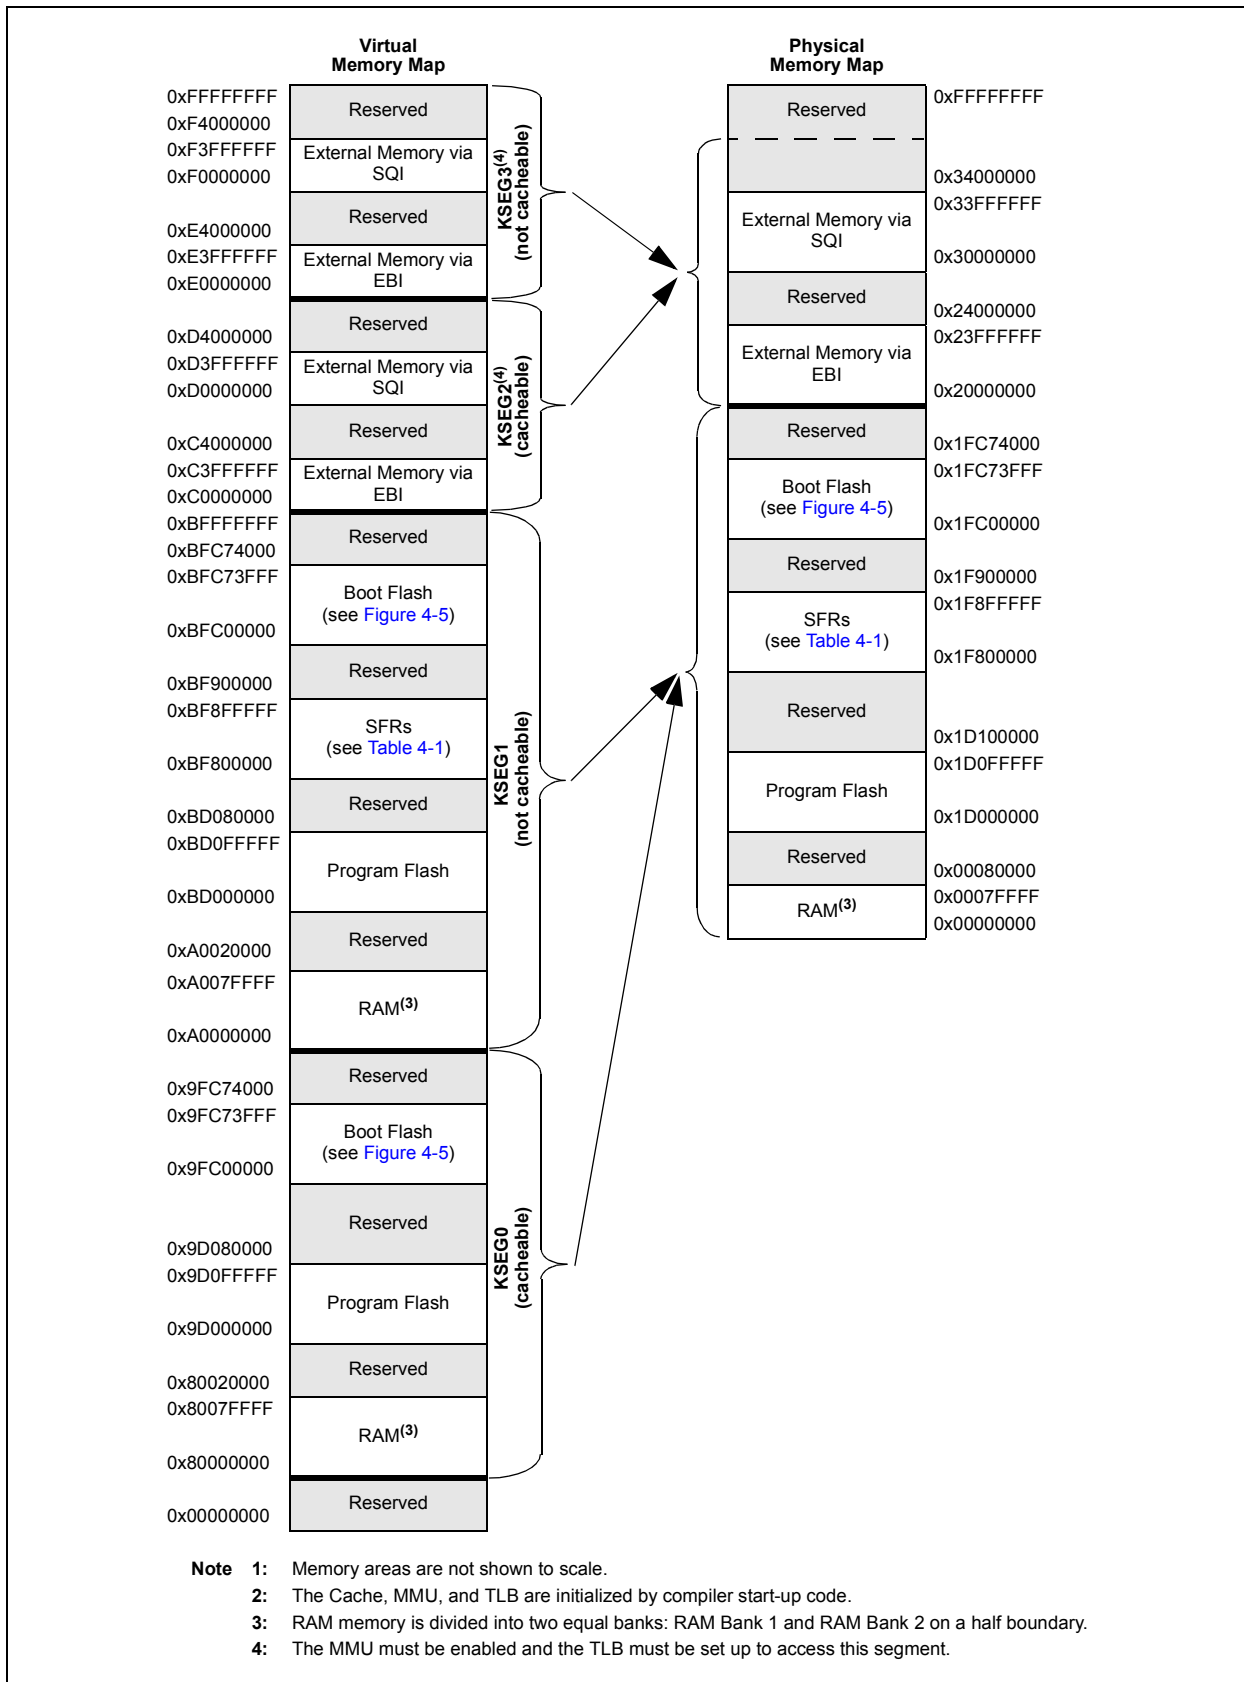 Virtual
Memory Map
0xFFFFFFFF
Reserved
0xF4000000
0xF3FFFFFF
External Memory via
SQI
0xF0000000
Reserved
0xE4000000
0xE3FFFFFF
External Memory via
EBI
0xE0000000
KSEG3(4)
(not cacheable)
Reserved
0xD4000000
0xD3FFFFFF
External Memory via
SQI
0xD0000000
Reserved
0xC4000000
0xC3FFFFFF
External Memory via
EBI
0xC0000000
KSEG2(4)
(cacheable)
0xBFFFFFFF
Reserved
0xBFC74000
0xBFC73FFF
Boot Flash
(see Figure 4-5)
0xBFC00000
Reserved
0xBF900000
0xBF8FFFFF
SFRs
(see Table 4-1)
0xBF800000
Reserved
0xBD080000
0xBD0FFFFF
Program Flash
0xBD000000
Reserved
0xA0020000
0xA007FFFF
RAM(3)
0xA0000000
KSEG1
(not cacheable)
Reserved
0x9FC74000
0x9FC73FFF
Boot Flash
(see Figure 4-5)
0x9FC00000
Reserved
0x9D080000
0x9D0FFFFF
Program Flash
0x9D000000
Reserved
0x80020000
0x8007FFFF
RAM(3)
0x80000000
KSEG0
(cacheable)
Reserved
0x00000000
Physical
Memory Map
0xFFFFFFFF
Reserved
0x34000000
0x33FFFFFF
External Memory via
SQI
0x30000000
Reserved
0x24000000
0x23FFFFFF
External Memory via
EBI
0x20000000
Reserved
0x1FC74000
0x1FC73FFF
Boot Flash
(see Figure 4-5)
0x1FC00000
Reserved
0x1F900000
0x1F8FFFFF
SFRs
(see Table 4-1)
0x1F800000
Reserved
0x1D100000
0x1D0FFFFF
Program Flash
0x1D000000
Reserved
0x00080000
0x0007FFFF
RAM(3)
0x00000000
Note 1: Memory areas are not shown to scale.
2: The Cache, MMU, and TLB are initialized by compiler start-up code.
3: RAM memory is divided into two equal banks: RAM Bank 1 and RAM Bank 2 on a half boundary.
4: The MMU must be enabled and the TLB must be set up to access this segment.